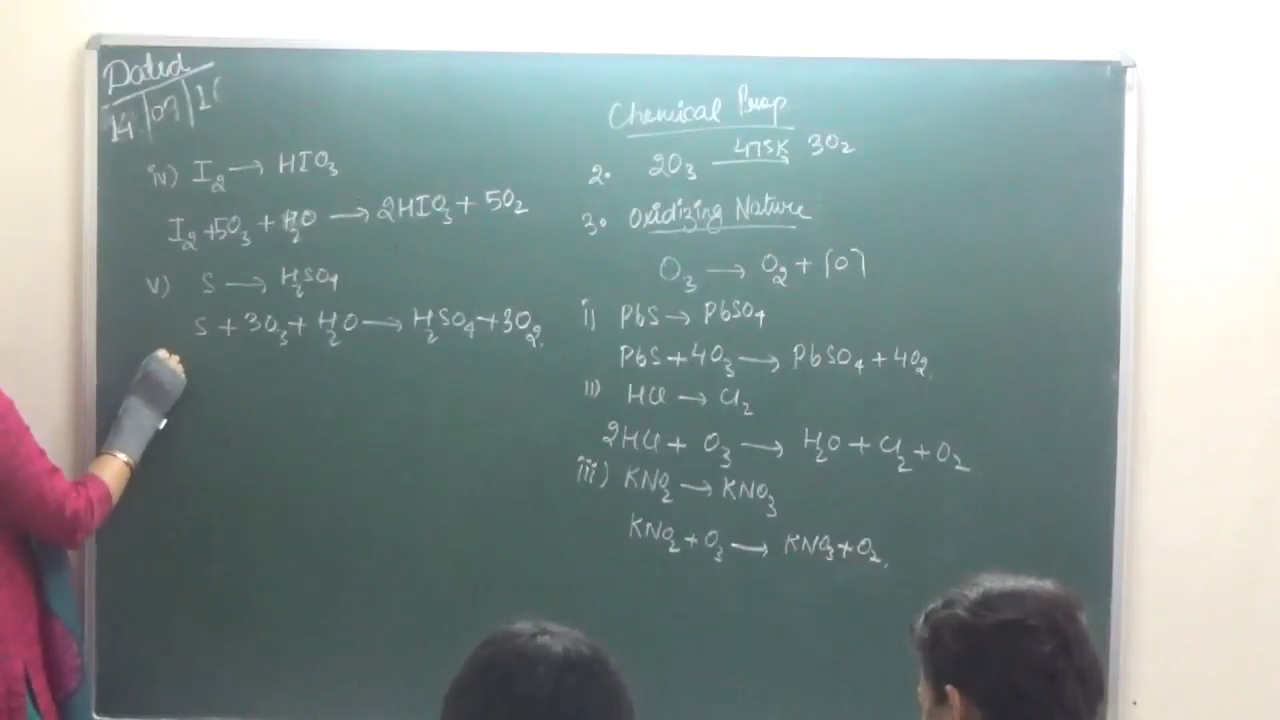 Dated
14/07/1
iv) I₂ → HIO₃
I₂ + 5O₃ + H₂O → 2HIO₃ + 5O₂
v) S → H₂SO₄
S + 3O₃ + H₂O → H₂SO₄ + 3O₂.
Chemical Prop
2. 2O₃ 475K 3O₂
3. Oxidizing Nature
O₃ → O₂ + [O]
i) PbS → PbSO₄
PbS + 4O₃ → PbSO₄ + 4O₂.
ii) HCl → Cl₂
2HCl + O₃ → H₂O + Cl₂ + O₂
iii) KNO₂ → KNO₃
KNO₂ + O₃ → KNO₃ + O₂.